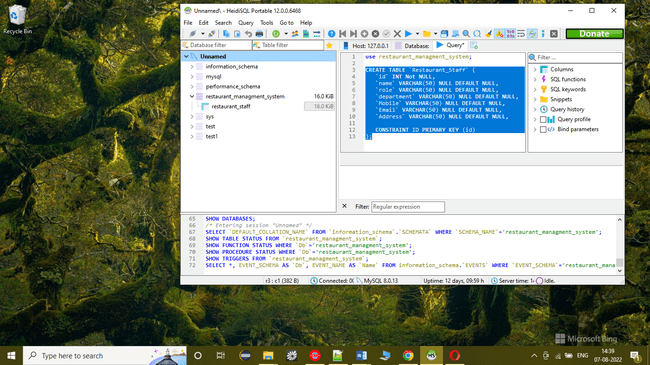 Unnamed\ - HeidiSQL Portable 12.0.0.6468
File Edit Search Query Tools Go to Help
Donate
Database filter
Table filter
Host: 127.0.0.1
Database:
Query*
Filter ...
Unnamed
information_schema
mysql
performance_schema
restaurant_managment_system 16.0 KiB
restaurant_staff 16.0 KiB
sys
test
test1
1 use restaurant_managment_system;
2
3 CREATE TABLE `Restaurant_Staff` (
4 `id` INT Not NULL,
5 `name` VARCHAR(50) NULL DEFAULT NULL,
6 `role` VARCHAR(50) NULL DEFAULT NULL,
7 `department` VARCHAR(50) NULL DEFAULT NULL,
8 `Mobile` VARCHAR(50) NULL DEFAULT NULL,
9 `Email` VARCHAR(50) NULL DEFAULT NULL,
10 `Address` VARCHAR(50) NULL DEFAULT NULL,
11
12 CONSTRAINT ID PRIMARY KEY (id)
13 );
Columns
SQL functions
SQL keywords
Snippets
Query history
Query profile
Bind parameters
Filter: Regular expression
65 SHOW DATABASES;
66 /* Entering session "Unnamed" */
67 SELECT `DEFAULT_COLLATION_NAME` FROM `information_schema`.`SCHEMATA` WHERE `SCHEMA_NAME`='restaurant_managment_system';
68 SHOW TABLE STATUS FROM `restaurant_managment_system`;
69 SHOW FUNCTION STATUS WHERE `Db`='restaurant_managment_system';
70 SHOW PROCEDURE STATUS WHERE `Db`='restaurant_managment_system';
71 SHOW TRIGGERS FROM `restaurant_managment_system`;
72 SELECT *, EVENT_SCHEMA AS `Db`, EVENT_NAME AS `Name` FROM information_schema.`EVENTS` WHERE `EVENT_SCHEMA`='restaurant_mana
r3 : c1 (382 B)
Connected: 00
MySQL 8.0.13
Uptime: 12 days, 09:59 h
Server time: 1
Idle.
Recycle Bin
Microsoft Bing
Type here to search
ENG
14:39
07-08-2022